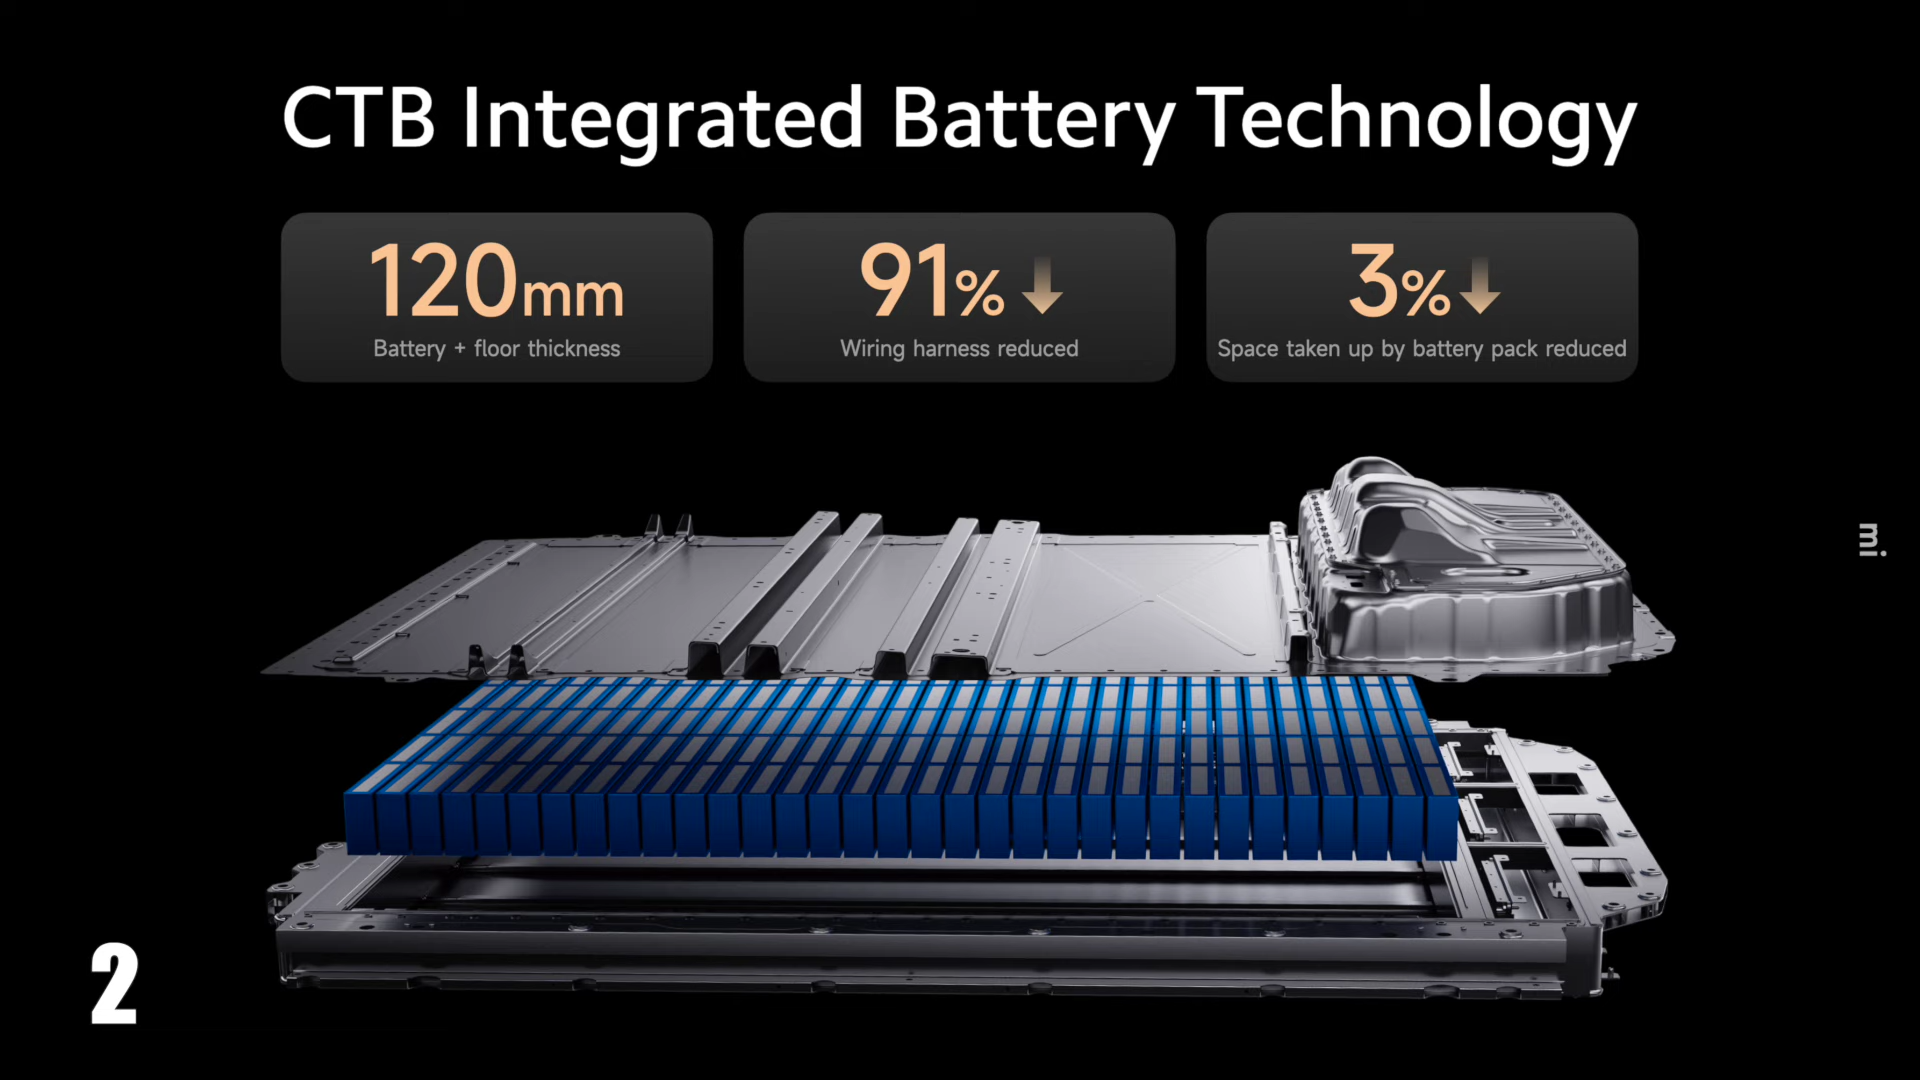 CTB Integrated Battery Technology
120mm
Battery + floor thickness
91%
Wiring harness reduced
3%
Space taken up by battery pack reduced
mi.
2